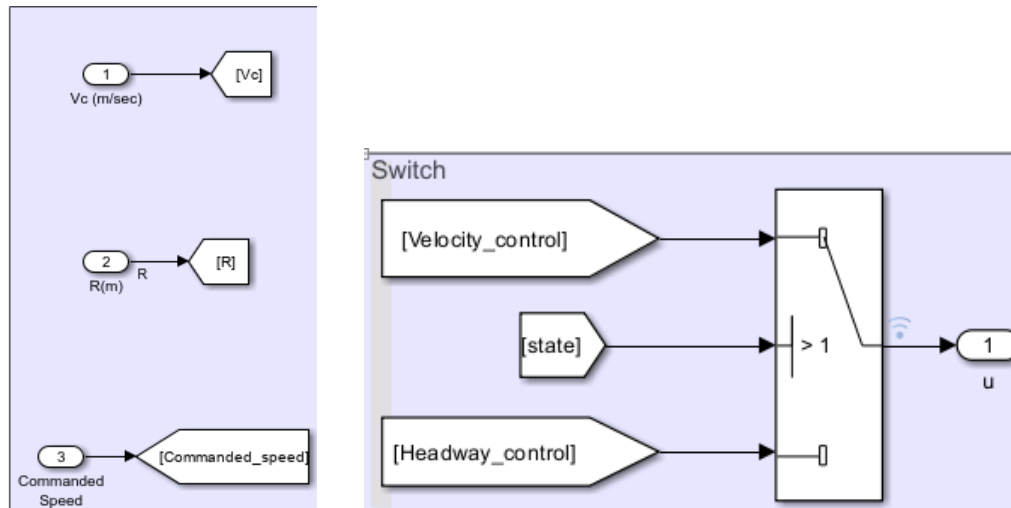 1
[Vc]
Vc (m/sec)
2
R
[R]
R(m)
3
[Commanded_speed]
Commanded
Speed
Switch
[Velocity_control]
[state]
> 1
1
u
[Headway_control]